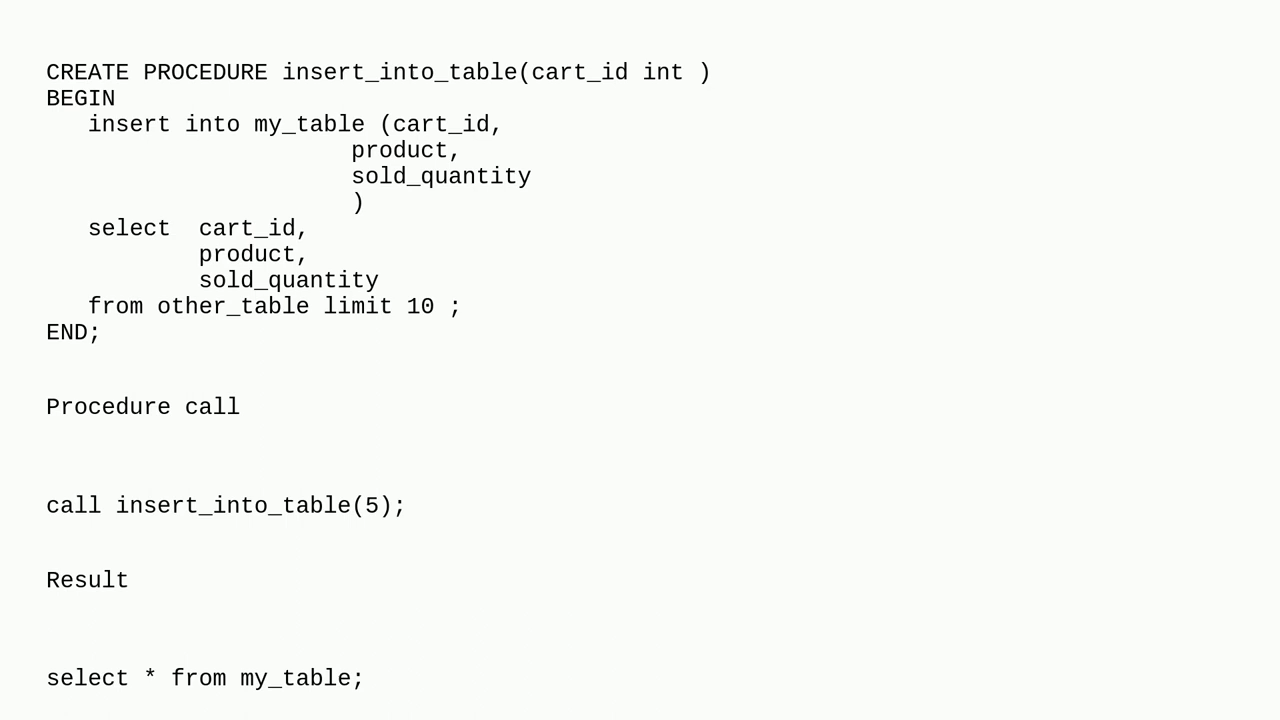 CREATE PROCEDURE insert_into_table(cart_id int )
BEGIN
   insert into my_table (cart_id,
                      product,
                      sold_quantity
                      )
   select  cart_id,
           product,
           sold_quantity
   from other_table limit 10 ;
END;
Procedure call
call insert_into_table(5);
Result
select * from my_table;